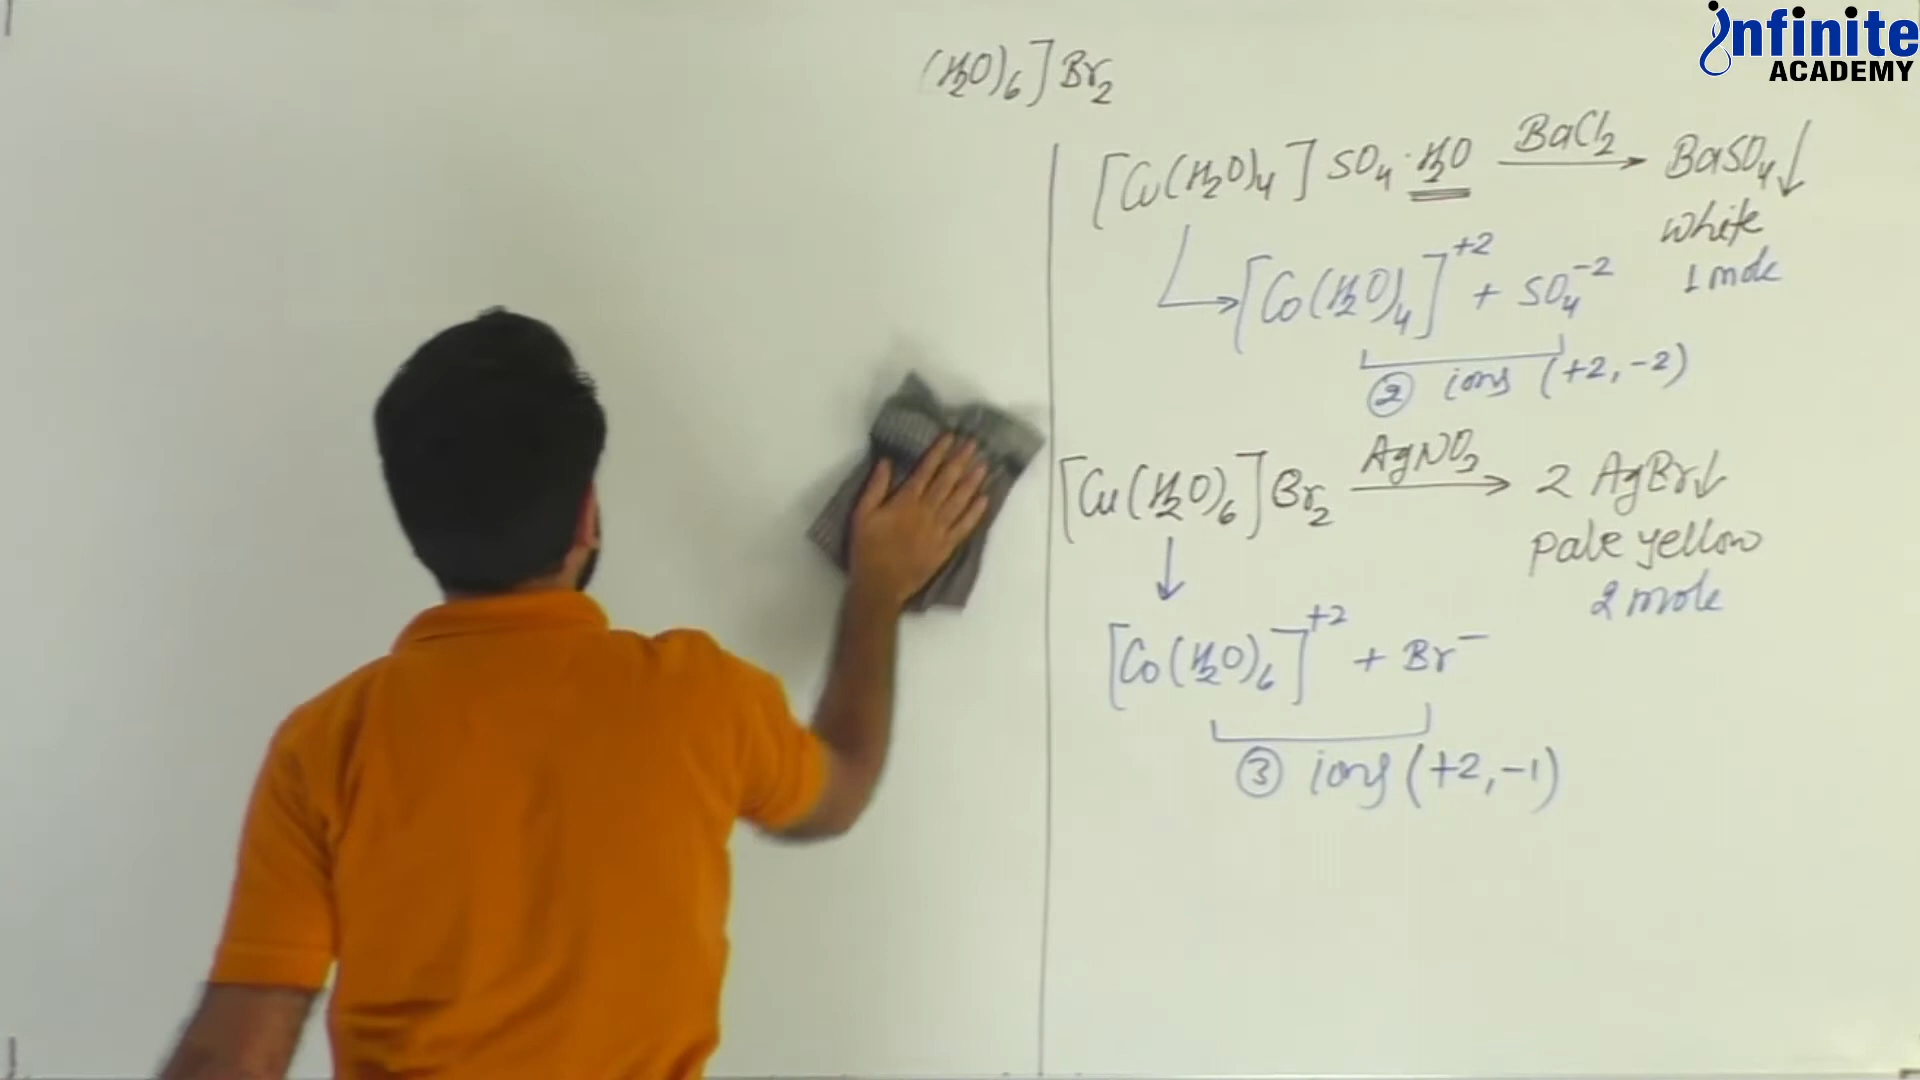 infinite
ACADEMY
(H2O)6]Br2
[Cu(H2O)4]SO4·H2O BaCl2 → BaSO4↓
white
1 mole
→ [Co(H2O)4]+2 + SO4-2
② ions (+2,-2)
[Cu(H2O)6]Br2 AgNO3 → 2 AgBr↓
pale yellow
2 mole
↓
[Co(H2O)6]+2 + Br−
③ ions (+2,-1)